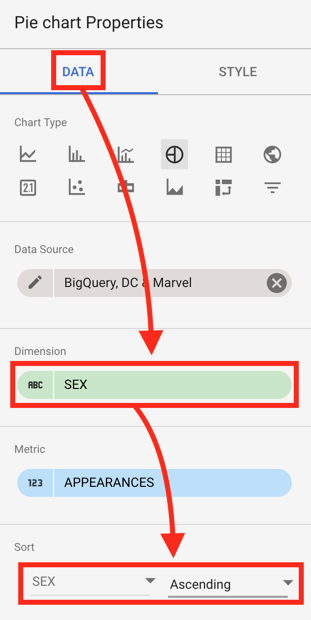 Pie chart Properties
DATA STYLE
Chart Type
2.1
Data Source
BigQuery, DC & Marvel
Dimension
ABC SEX
Metric
123 APPEARANCES
Sort
SEX Ascending